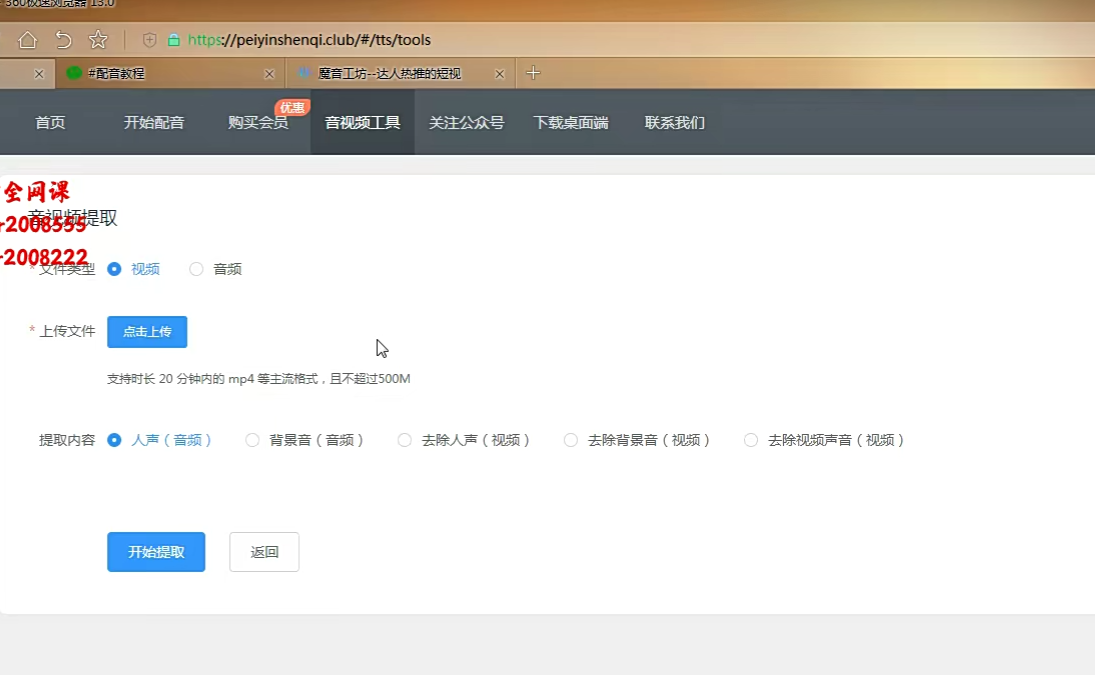 360极速浏览器 13.0
https://peiyinshenqi.club/#/tts/tools
#配音教程
魔音工坊--达人热推的短视
首页
开始配音
购买会员
优惠
音视频工具
关注公众号
下载桌面端
联系我们
全网课
音视频提取
-2008555
-2008222
* 文件类型 视频 音频
* 上传文件 点击上传
支持时长 20 分钟内的 mp4 等主流格式，且不超过500M
提取内容 人声（音频） 背景音（音频） 去除人声（视频） 去除背景音（视频） 去除视频声音（视频）
开始提取 返回